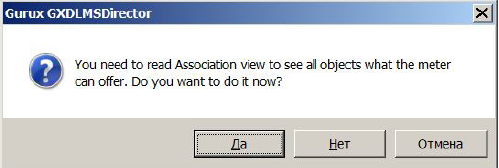 Gurux GXDLMSDirector
You need to read Association view to see all objects what the meter
can offer. Do you want to do it now?
Да
Нет
Отмена